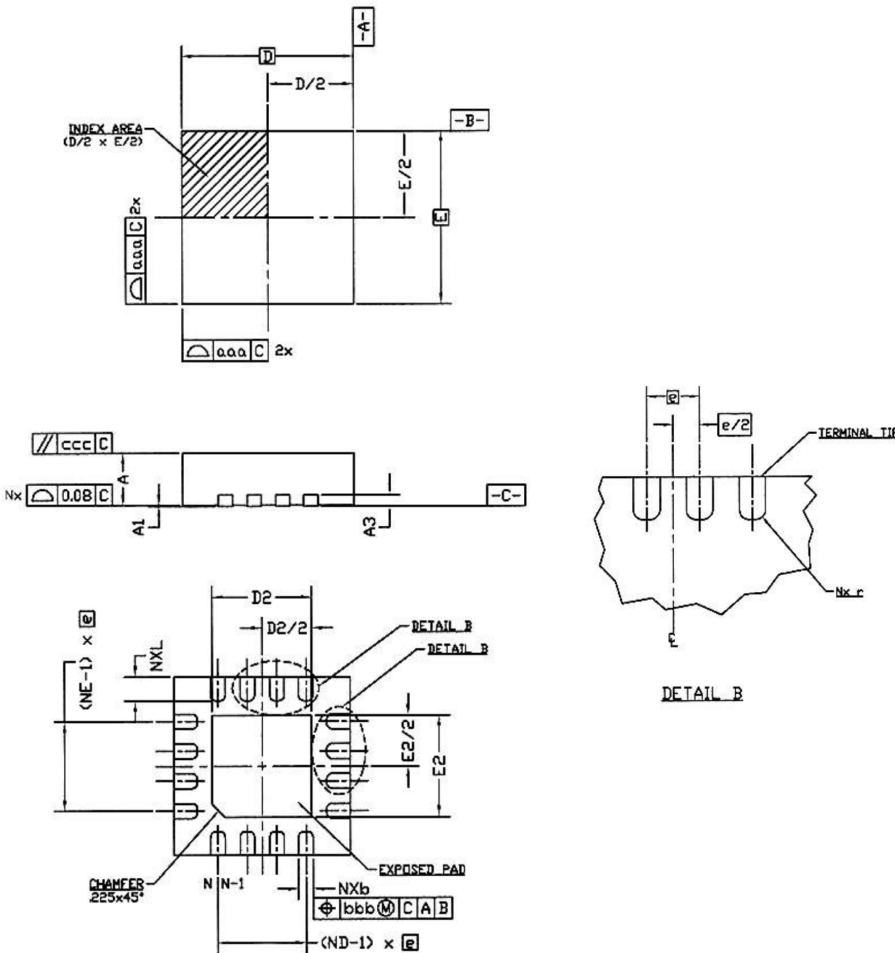 D
-A-
D/2
-B-
INDEX AREA
(D/2 x E/2)
E/2
E
2x
⌓ aaa C
⌓ aaa C 2x
// ccc C
A
Nx ⌓ 0.08 C
A1
A3
-C-
e
e/2
TERMINAL TIP
Nx r
℄
DETAIL B
D2
D2/2
DETAIL B
DETAIL B
(NE-1) x e
NXL
E2/2
E2
CHAMFER
.225x45°
N N-1
EXPOSED PAD
NXb
⌖ bbb Ⓜ C A B
(ND-1) x e